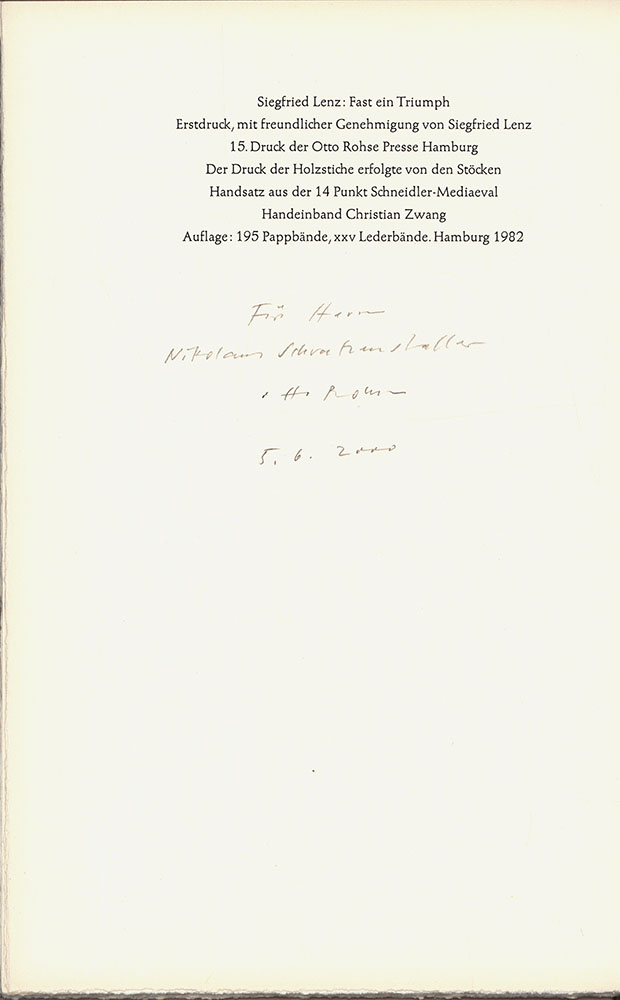 Siegfried Lenz: Fast ein Triumph
Erstdruck, mit freundlicher Genehmigung von Siegfried Lenz
15. Druck der Otto Rohse Presse Hamburg
Der Druck der Holzstiche erfolgte von den Stöcken
Handsatz aus der 14 Punkt Schneidler-Mediaeval
Handeinband Christian Zwang
Auflage: 195 Pappbände, xxv Lederbände. Hamburg 1982
Für Herrn
Nikolaus Schratzenstaller
Otto Rohse
5. 6. 2000